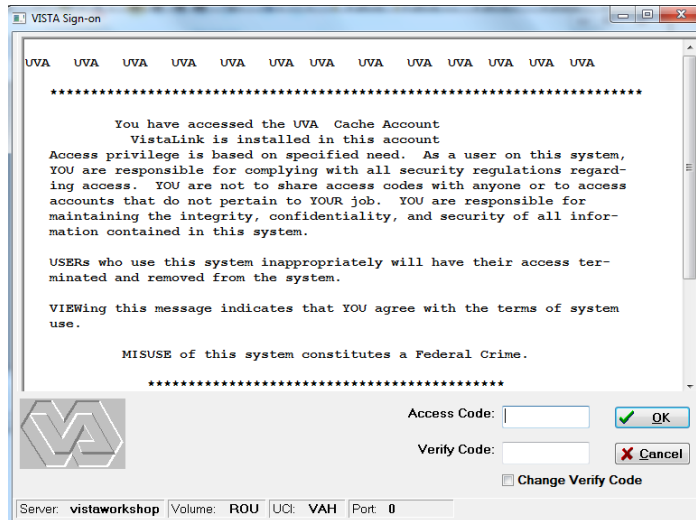 VISTA Sign-on
UVA UVA UVA UVA UVA UVA UVA UVA UVA UVA UVA UVA UVA
*************************************************************************
You have accessed the UVA Cache Account
VistaLink is installed in this account
Access privilege is based on specified need. As a user on this system,
YOU are responsible for complying with all security regulations regard-
ing access. YOU are not to share access codes with anyone or to access
accounts that do not pertain to YOUR job. YOU are responsible for
maintaining the integrity, confidentiality, and security of all infor-
mation contained in this system.
USERs who use this system inappropriately will have their access ter-
minated and removed from the system.
VIEWing this message indicates that YOU agree with the terms of system
use.
MISUSE of this system constitutes a Federal Crime.
********************************************
Access Code:
OK
Verify Code:
Cancel
Change Verify Code
Server: vistaworkshop Volume: ROU UCI: VAH Port: 0